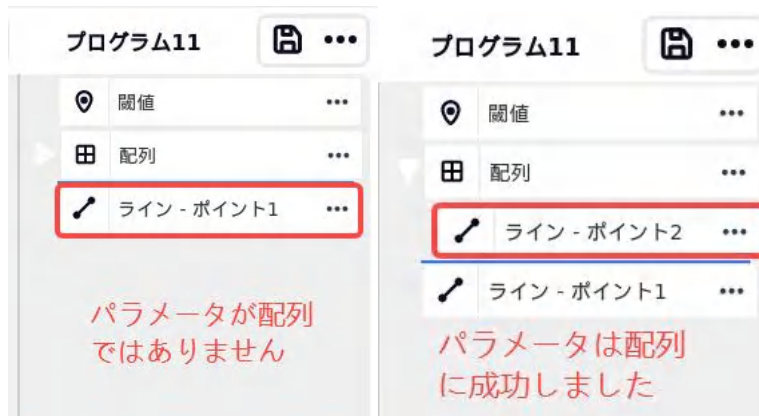 プログラム11
閾値
配列
ライン - ポイント1
パラメータが配列
ではありません
プログラム11
閾値
配列
ライン - ポイント2
ライン - ポイント1
パラメータは配列
に成功しました